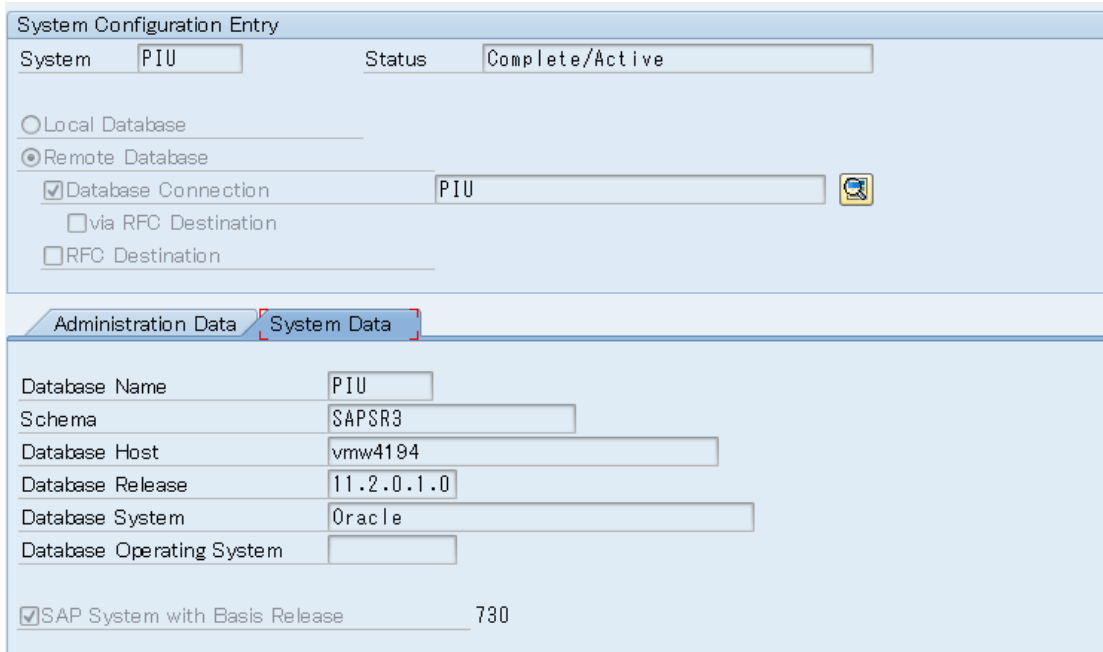 System Configuration Entry
System PIU Status Complete/Active
Local Database
Remote Database
Database Connection PIU
via RFC Destination
RFC Destination
Administration Data System Data
Database Name PIU
Schema SAPSR3
Database Host vmw4194
Database Release 11.2.0.1.0
Database System Oracle
Database Operating System
SAP System with Basis Release 730